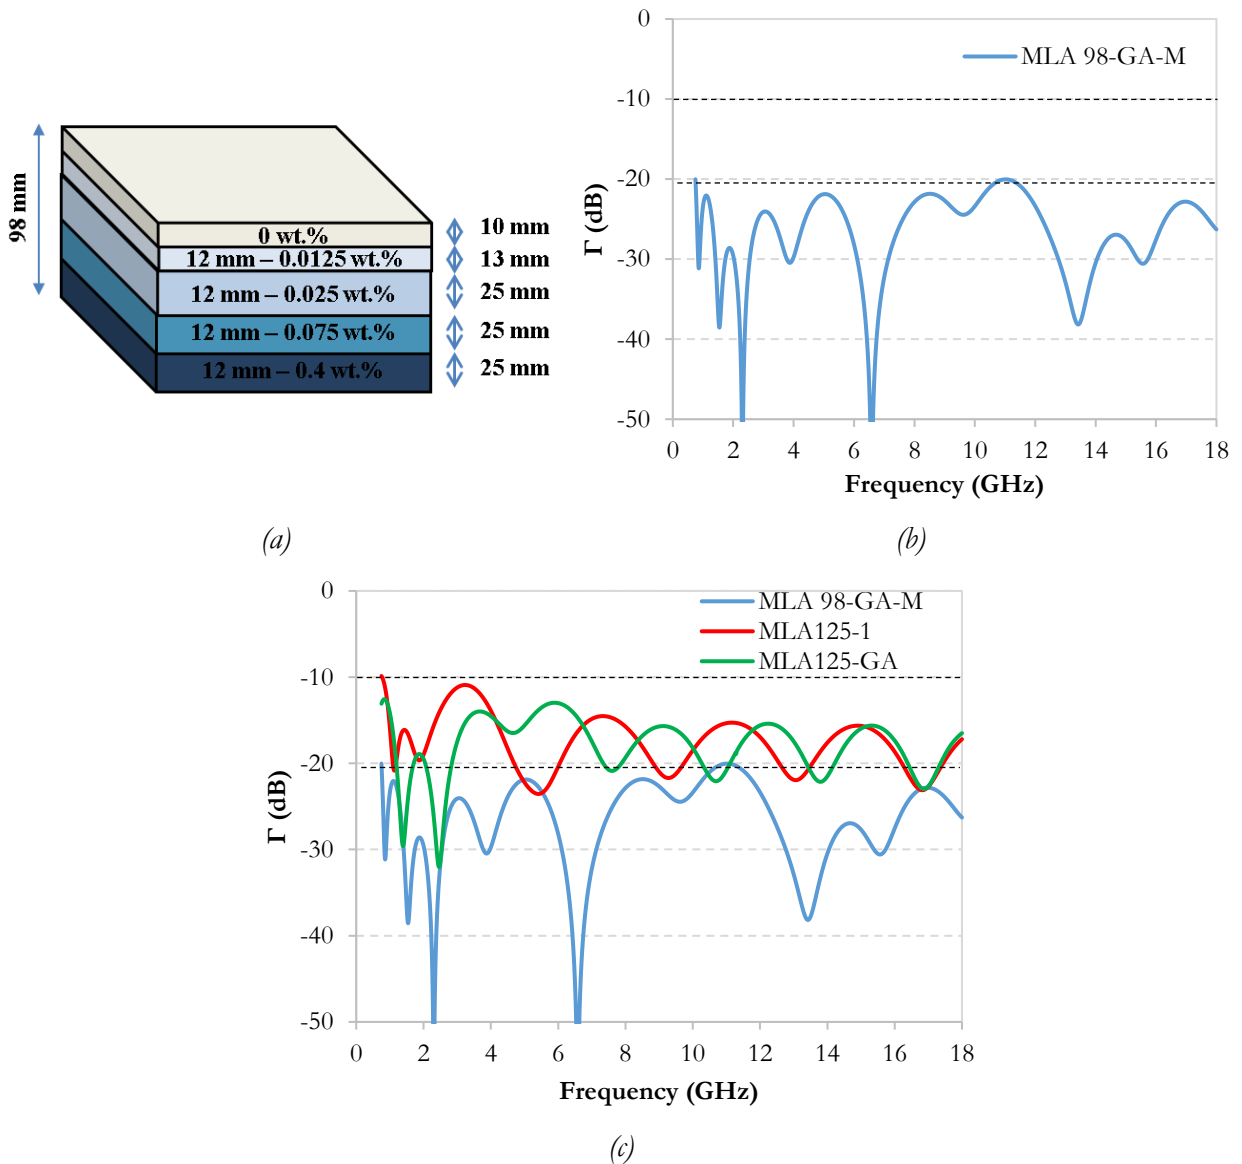 98 mm
0 wt.%
10 mm
12 mm – 0.0125 wt.%
13 mm
12 mm – 0.025 wt.%
25 mm
12 mm – 0.075 wt.%
25 mm
12 mm – 0.4 wt.%
25 mm
(a)
MLA 98-GA-M
0
-10
-20
-30
-40
-50
Γ (dB)
0 2 4 6 8 10 12 14 16 18
Frequency (GHz)
(b)
MLA 98-GA-M
MLA125-1
MLA125-GA
0
-10
-20
-30
-40
-50
Γ (dB)
0 2 4 6 8 10 12 14 16 18
Frequency (GHz)
(c)